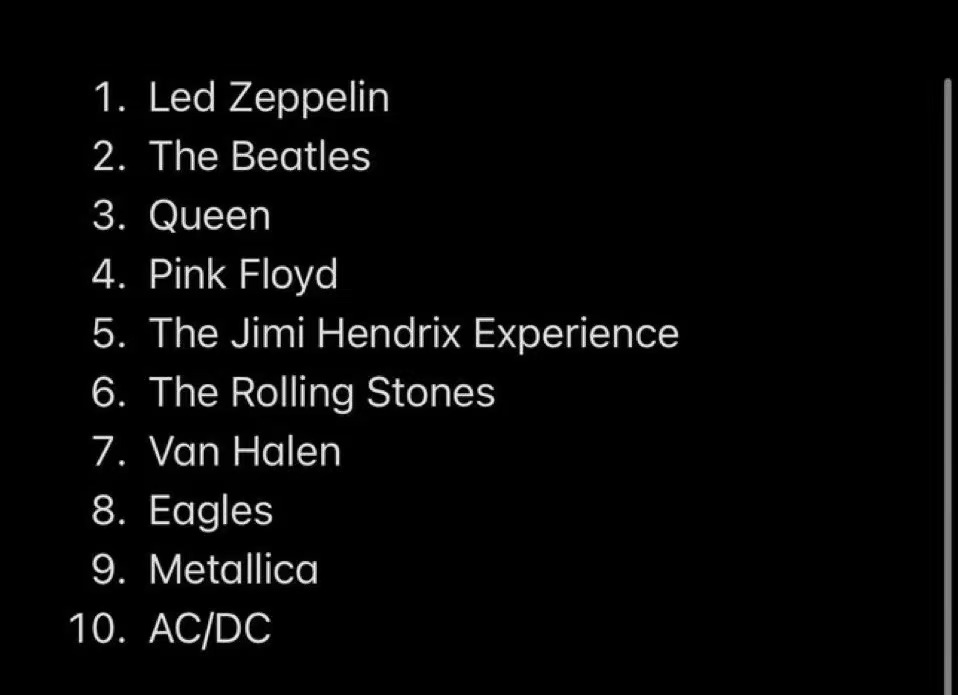 1. Led Zeppelin
2. The Beatles
3. Queen
4. Pink Floyd
5. The Jimi Hendrix Experience
6. The Rolling Stones
7. Van Halen
8. Eagles
9. Metallica
10. AC/DC